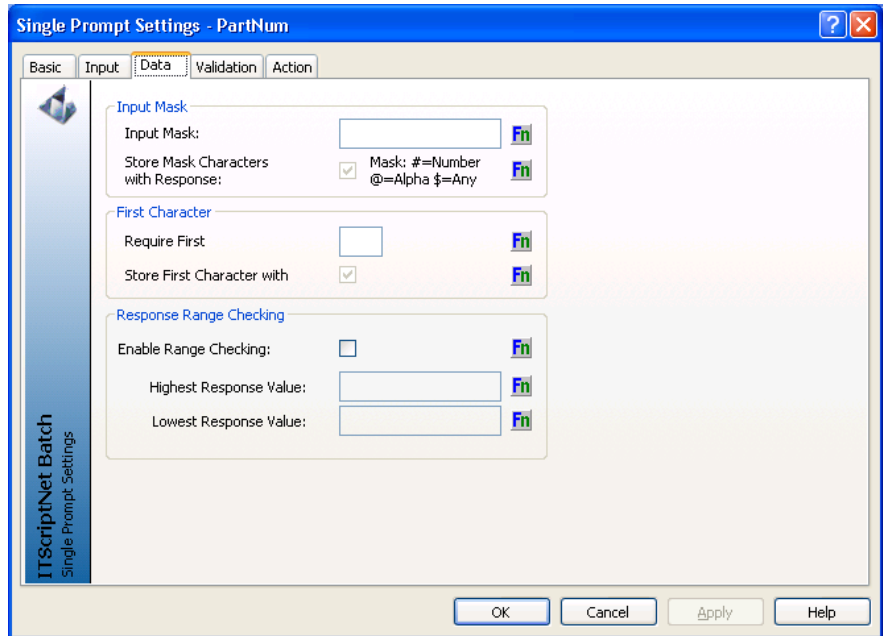 Single Prompt Settings - PartNum
Basic Input Data Validation Action
Input Mask
Input Mask: Fn
Store Mask Characters with Response: Mask: #=Number @=Alpha $=Any Fn
First Character
Require First Fn
Store First Character with Fn
Response Range Checking
Enable Range Checking: Fn
Highest Response Value: Fn
Lowest Response Value: Fn
ITScriptNet Batch
Single Prompt Settings
OK Cancel Apply Help